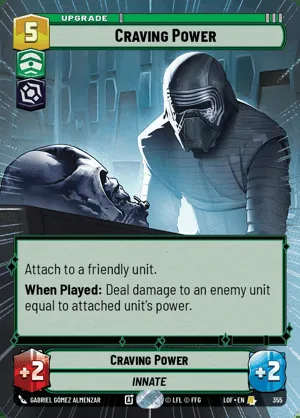 5
UPGRADE
CRAVING POWER
Attach to a friendly unit.
When Played: Deal damage to an enemy unit
equal to attached unit's power.
+2
CRAVING POWER
+2
INNATE
GABRIEL GÓMEZ ALMENZAR
© LFL © FFG
LOF • EN
355